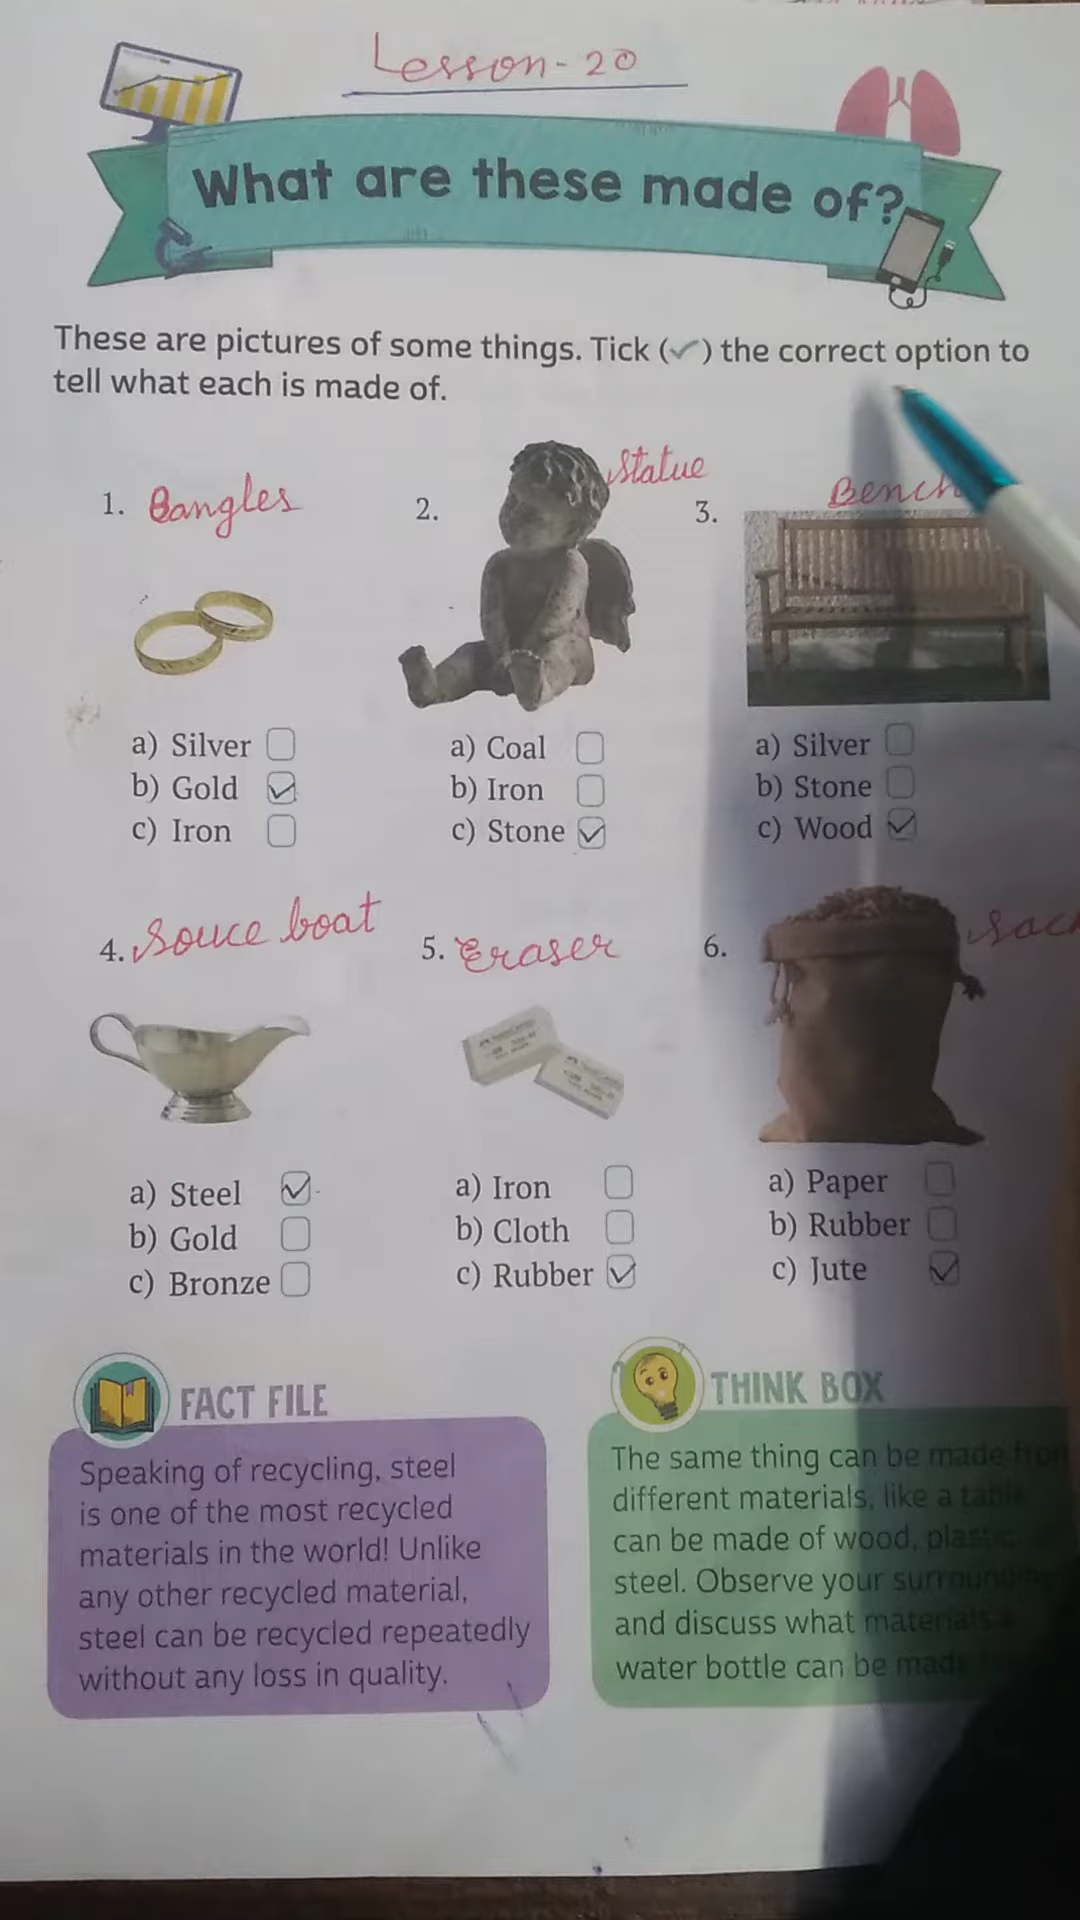 Lesson-20
What are these made of?
These are pictures of some things. Tick (✓) the correct option to
tell what each is made of.
1. Bangles
2. Statue
3. Bench
a) Silver
b) Gold ✓
c) Iron
a) Coal
b) Iron
c) Stone ✓
a) Silver
b) Stone
c) Wood ✓
4. Souce boat
5. Eraser
6.
a) Steel ✓
b) Gold
c) Bronze
a) Iron
b) Cloth
c) Rubber ✓
a) Paper
b) Rubber
c) Jute ✓
FACT FILE
Speaking of recycling, steel
is one of the most recycled
materials in the world! Unlike
any other recycled material,
steel can be recycled repeatedly
without any loss in quality.
THINK BOX
The same thing can be made
different materials, like a table
can be made of wood, plastic
steel. Observe your
and discuss what materials
water bottle can be made